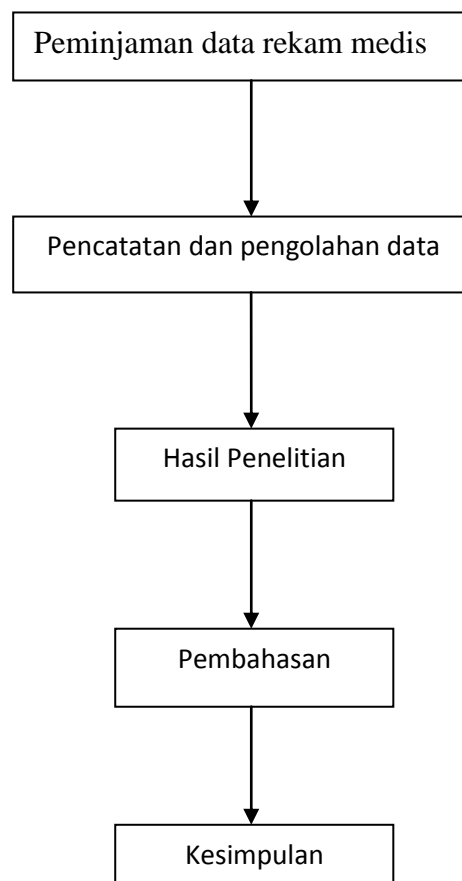 Peminjaman data rekam medis
Pencatatan dan pengolahan data
Hasil Penelitian
Pembahasan
Kesimpulan